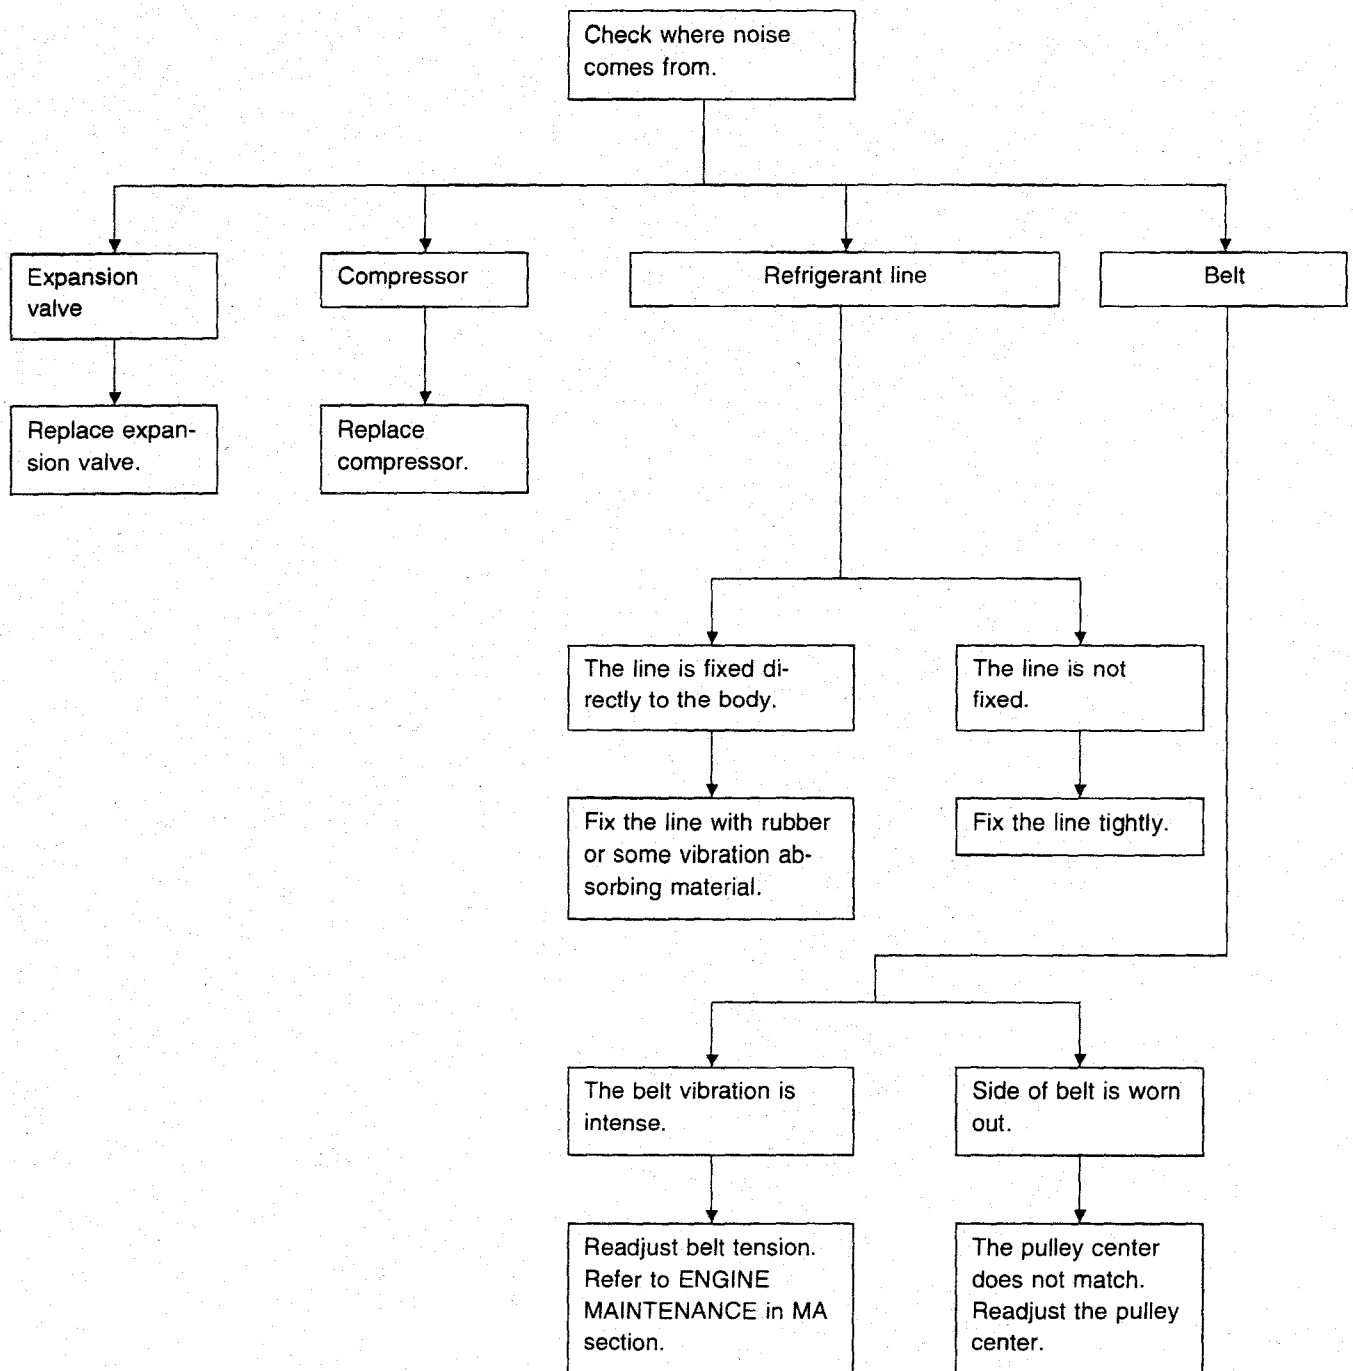 Check where noise
comes from.
Expansion
valve
Compressor
Refrigerant line
Belt
Replace expan-
sion valve.
Replace
compressor.
The line is fixed di-
rectly to the body.
The line is not
fixed.
Fix the line with rubber
or some vibration ab-
sorbing material.
Fix the line tightly.
The belt vibration is
intense.
Side of belt is worn
out.
Readjust belt tension.
Refer to ENGINE
MAINTENANCE in MA
section.
The pulley center
does not match.
Readjust the pulley
center.